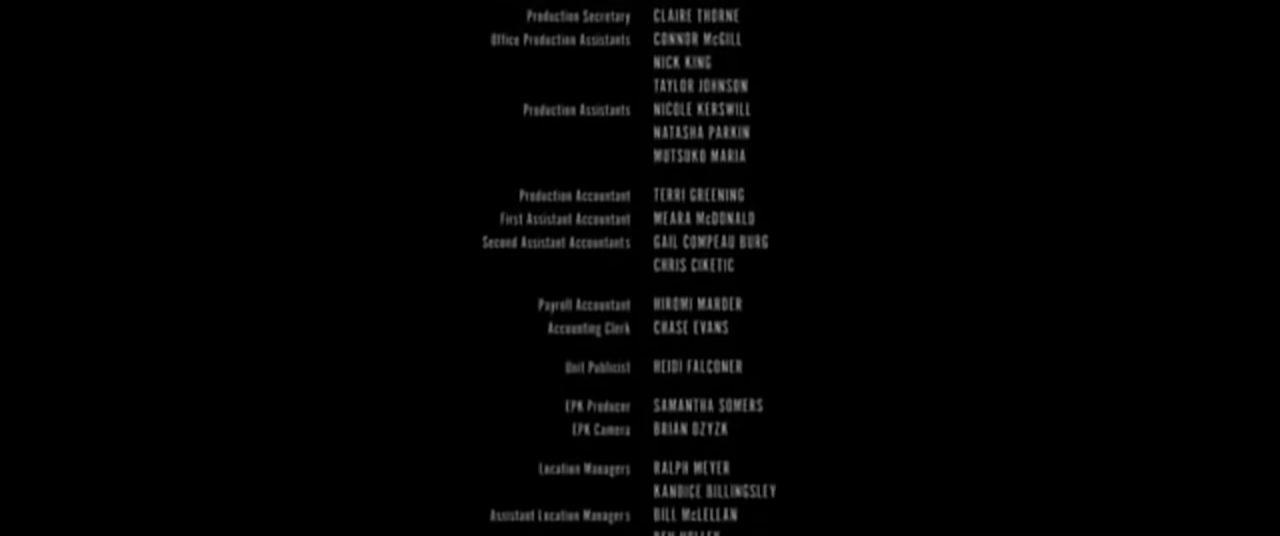 Production Secretary CLAIRE THORNE
Office Production Assistants CONNOR McGILL
NICK KING
TAYLOR JOHNSON
Production Assistants NICOLE KERSWILL
NATASHA PARKIN
MUTSUKO MARIA
Production Accountant TERRI GREENING
First Assistant Accountant MEARA McDONALD
Second Assistant Accountants GAIL COMPEAU BURG
CHRIS CIKETIC
Payroll Accountant HIROMI MARDER
Accounting Clerk CHASE EVANS
Unit Publicist HEIDI FALCONER
EPK Producer SAMANTHA SOMERS
EPK Camera BRIAN
Location Managers RALPH MEYER
KANDICE BILLINGSLEY
Assistant Location Managers BILL McLELLAN